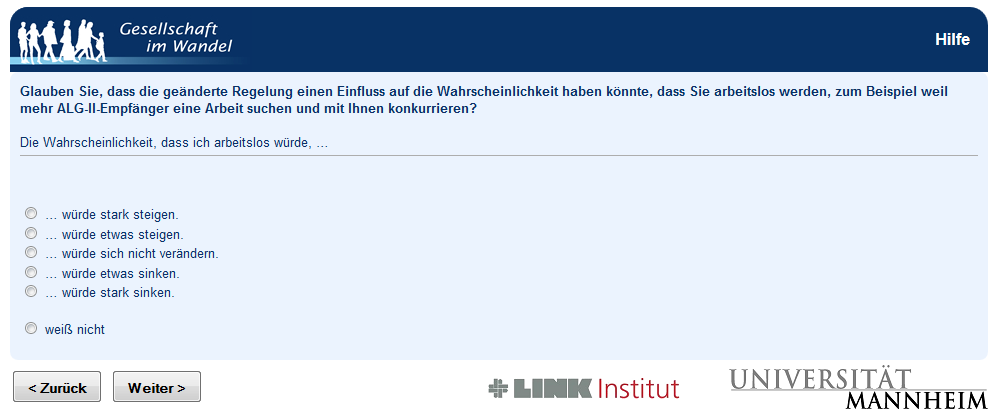 Gesellschaft
im Wandel
Hilfe
Glauben Sie, dass die geänderte Regelung einen Einfluss auf die Wahrscheinlichkeit haben könnte, dass Sie arbeitslos werden, zum Beispiel weil
mehr ALG-II-Empfänger eine Arbeit suchen und mit Ihnen konkurrieren?
Die Wahrscheinlichkeit, dass ich arbeitslos würde, ...
... würde stark steigen.
... würde etwas steigen.
... würde sich nicht verändern.
... würde etwas sinken.
... würde stark sinken.
weiß nicht
< Zurück
Weiter >
LINK Institut
UNIVERSITÄT
MANNHEIM